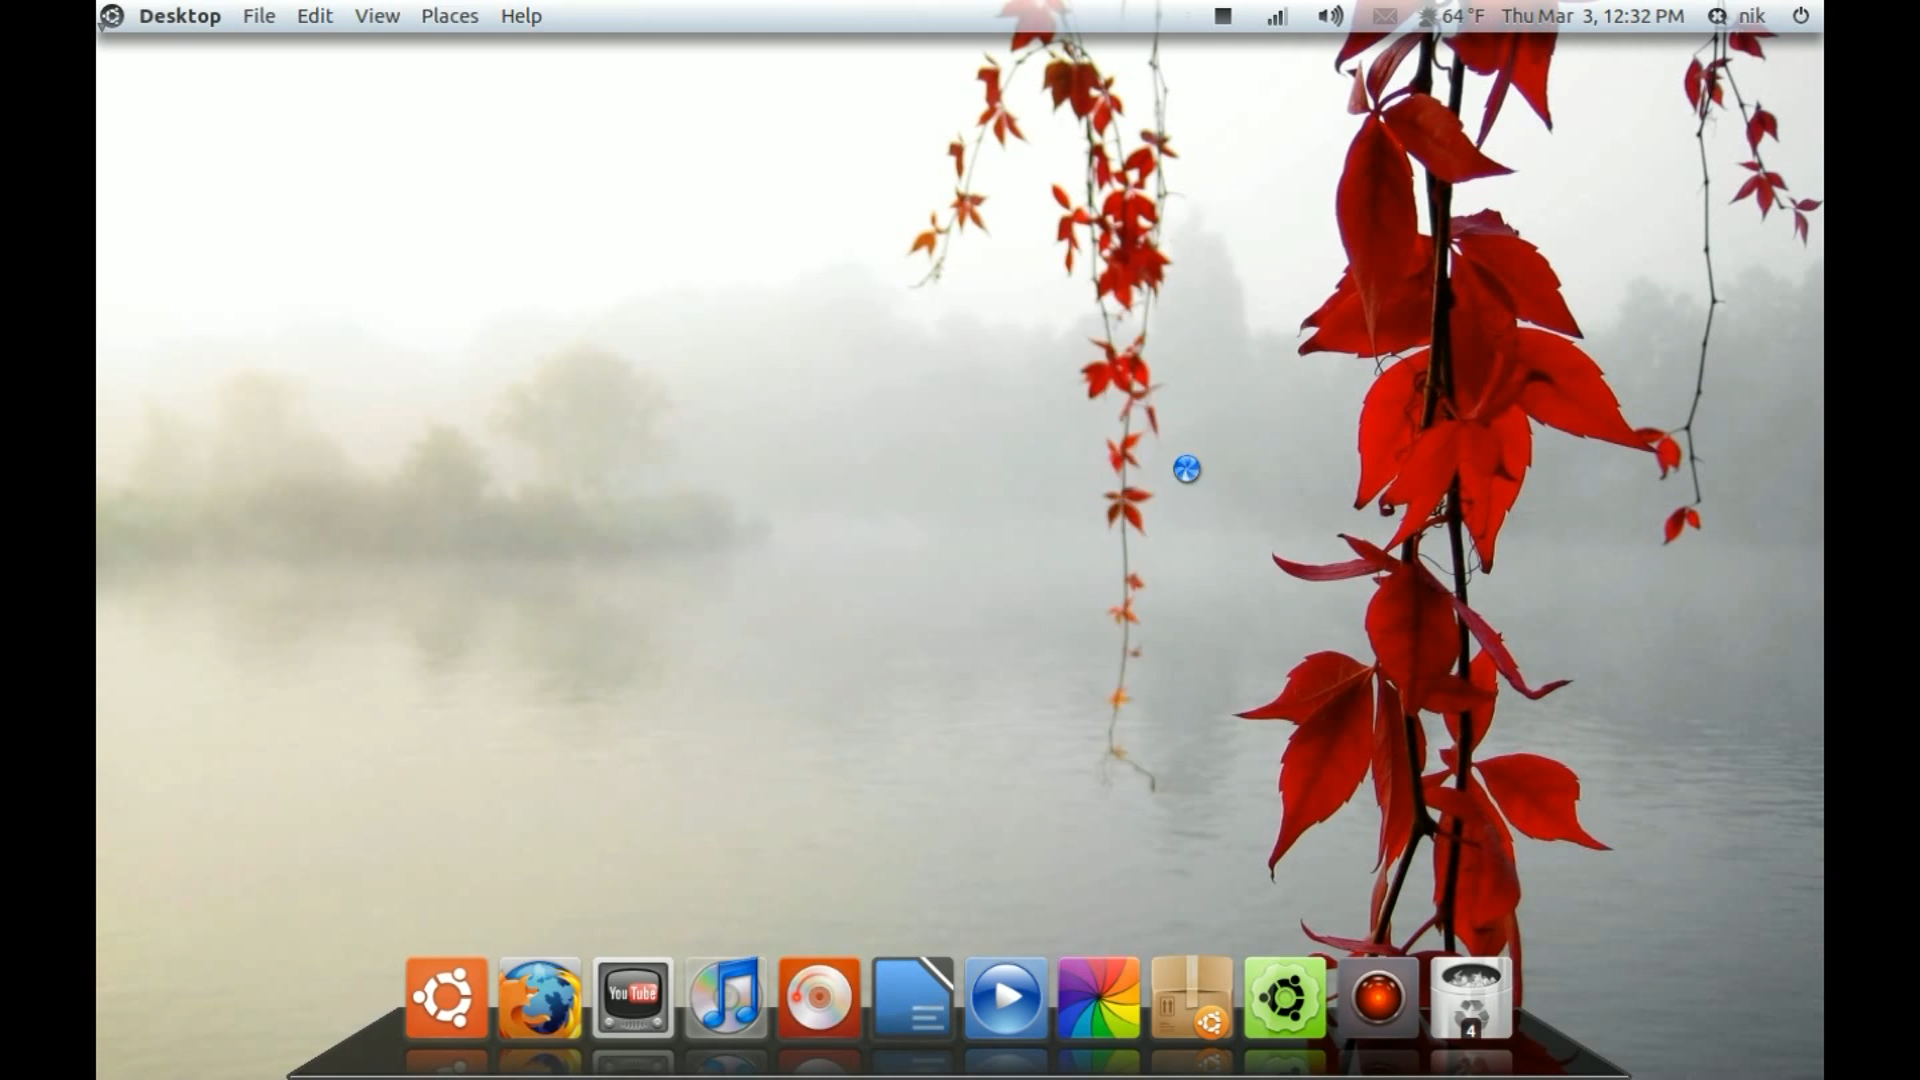 Desktop File Edit View Places Help 64 °F Thu Mar 3, 12:32 PM nik
You Tube
4